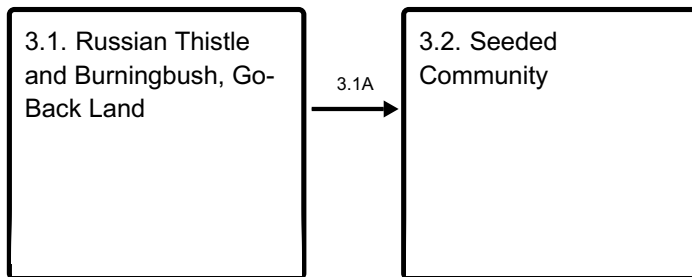 3.1. Russian Thistle
and Burningbush, Go-
Back Land
3.1A
3.2. Seeded
Community